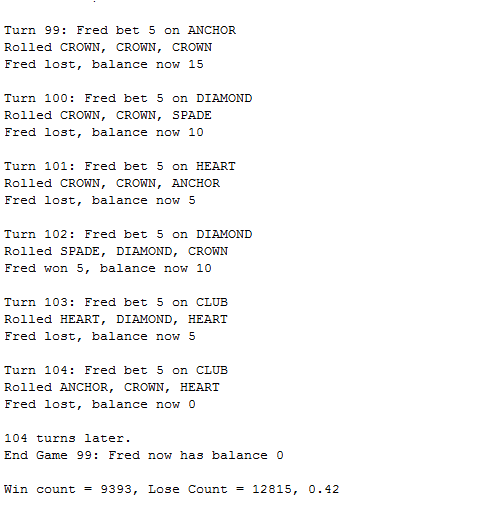 Turn 99: Fred bet 5 on ANCHOR
Rolled CROWN, CROWN, CROWN
Fred lost, balance now 15
Turn 100: Fred bet 5 on DIAMOND
Rolled CROWN, CROWN, SPADE
Fred lost, balance now 10
Turn 101: Fred bet 5 on HEART
Rolled CROWN, CROWN, ANCHOR
Fred lost, balance now 5
Turn 102: Fred bet 5 on DIAMOND
Rolled SPADE, DIAMOND, CROWN
Fred won 5, balance now 10
Turn 103: Fred bet 5 on CLUB
Rolled HEART, DIAMOND, HEART
Fred lost, balance now 5
Turn 104: Fred bet 5 on CLUB
Rolled ANCHOR, CROWN, HEART
Fred lost, balance now 0
104 turns later.
End Game 99: Fred now has balance 0
Win count = 9393, Lose Count = 12815, 0.42